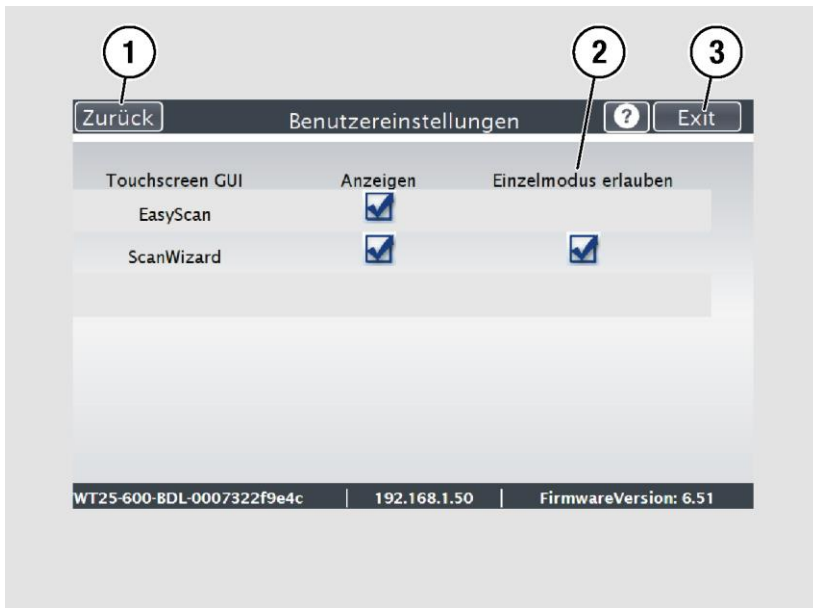 1 2 3
Zurück Benutzereinstellungen ? Exit
Touchscreen GUI Anzeigen Einzelmodus erlauben
EasyScan
ScanWizard
WT25-600-BDL-0007322f9e4c | 192.168.1.50 | FirmwareVersion: 6.51